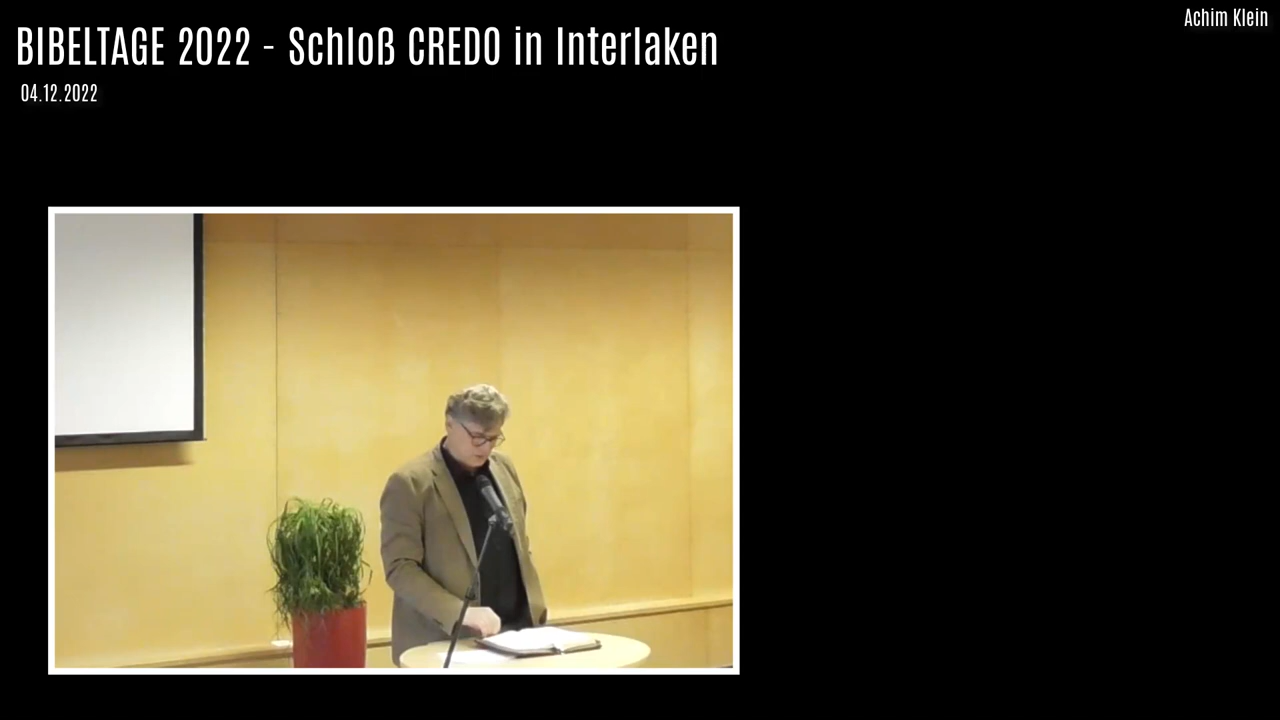 BIBELTAGE 2022 - Schloß CREDO in Interlaken
04.12.2022
Achim Klein